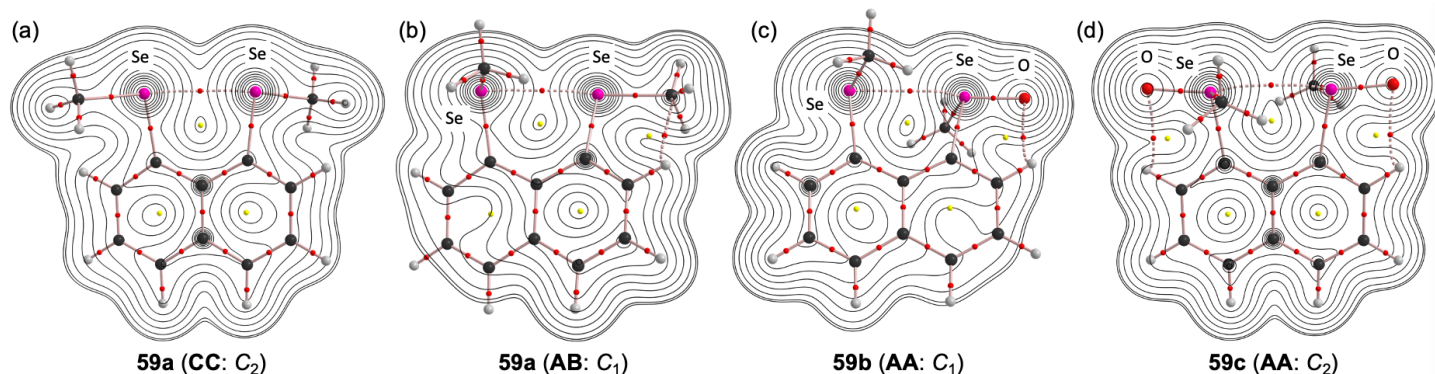 (a)
Se
Se
59a (CC: C₂)
(b)
Se
Se
59a (AB: C₁)
(c)
Se
Se
O
59b (AA: C₁)
(d)
O
Se
Se
O
59c (AA: C₂)